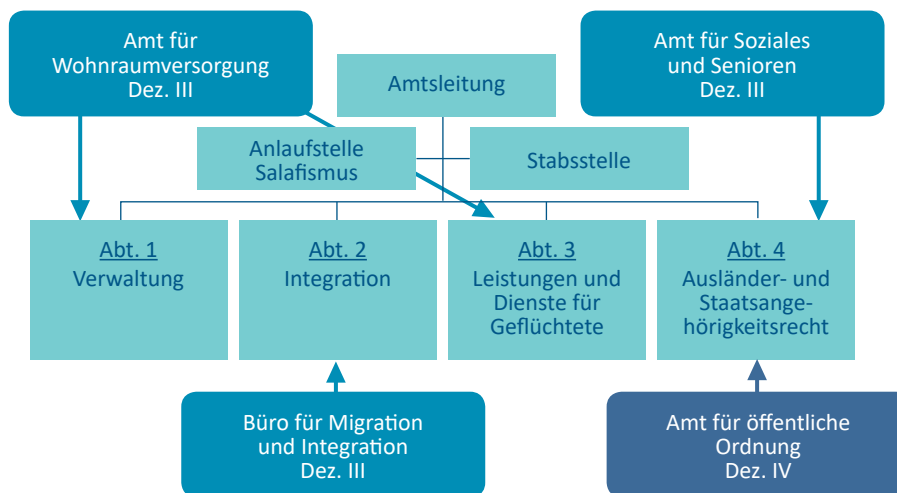 Amt für
Wohnraumversorgung
Dez. III
Amt für Soziales
und Senioren
Dez. III
Amtsleitung
Anlaufstelle
Salafismus
Stabsstelle
Abt. 1
Verwaltung
Abt. 2
Integration
Abt. 3
Leistungen und
Dienste für
Geflüchtete
Abt. 4
Ausländer- und
Staatsange-
hörigkeitsrecht
Büro für Migration
und Integration
Dez. III
Amt für öffentliche
Ordnung
Dez. IV